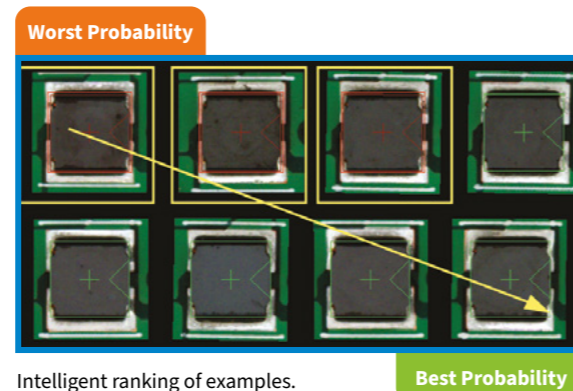 Worst Probability
Intelligent ranking of examples.
Best Probability